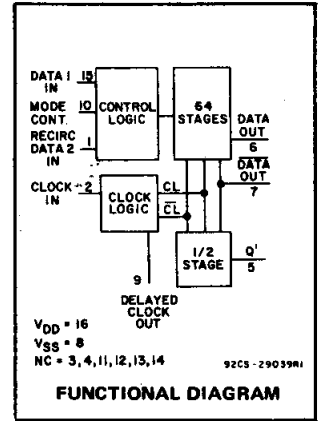 DATA 1 15
IN
MODE 10
CONT.
RECIRC 1
DATA 2
IN
CONTROL
LOGIC
64
STAGES
DATA
OUT
6
DATA
OUT
7
CLOCK 2
IN
CLOCK
LOGIC
CL
CL
1/2
STAGE
Q'
5
9
DELAYED
CLOCK
OUT
VDD = 16
VSS = 8
NC = 3,4,11,12,13,14
92CS-29039R1
FUNCTIONAL DIAGRAM